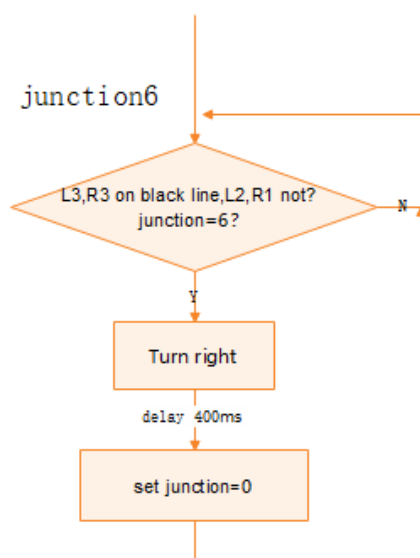 junction6
L3,R3 on black line,L2,R1 not?
junction=6?
N
Y
Turn right
delay 400ms
set junction=0